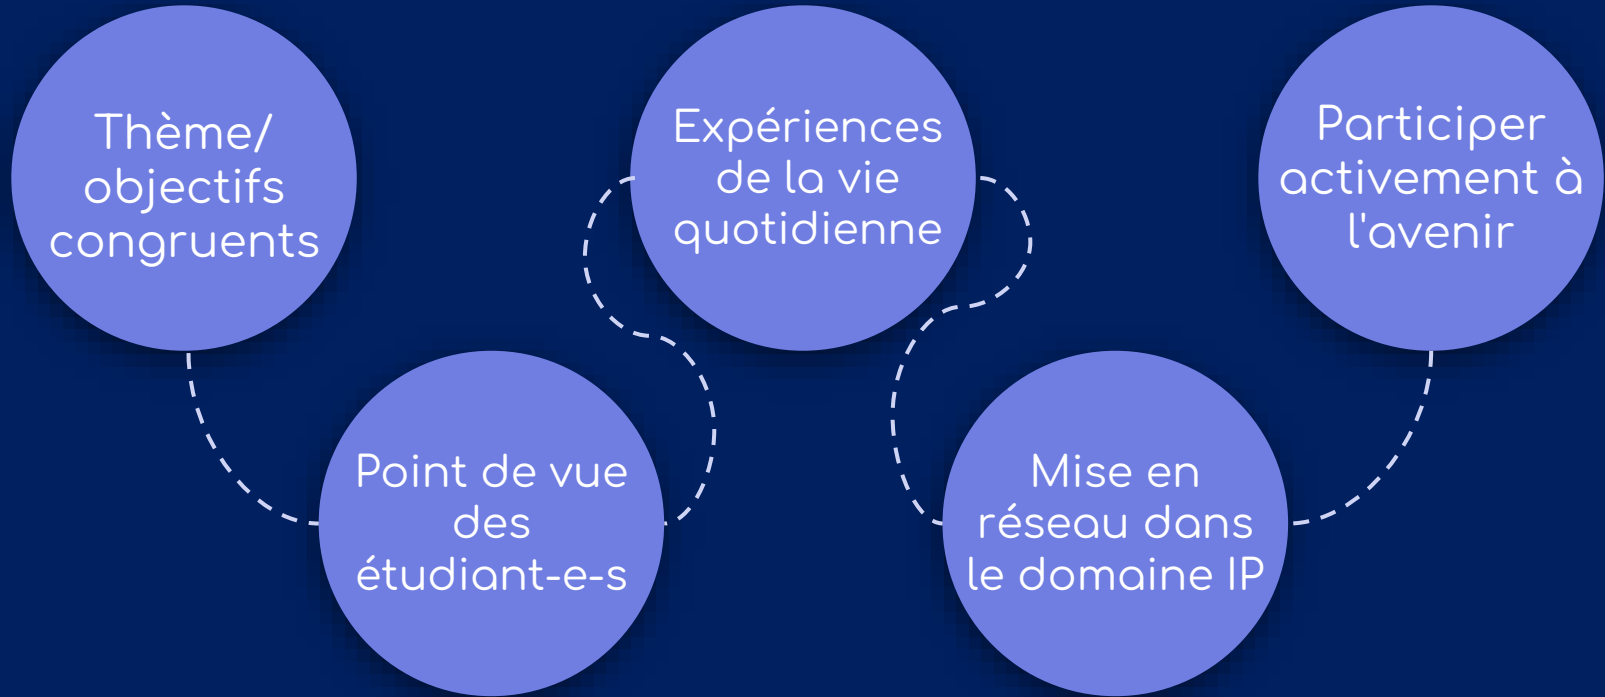 Thème/
objectifs
congruents
Point de vue
des
étudiant-e-s
Expériences
de la vie
quotidienne
Mise en
réseau dans
le domaine IP
Participer
activement à
l'avenir